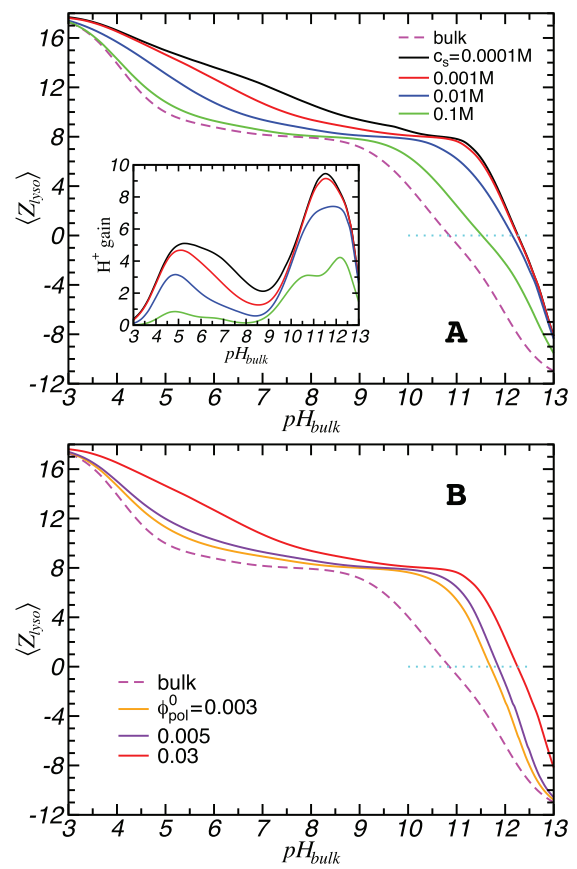 16
12
8
4
0
-4
-8
-12
⟨Z_lyso⟩
bulk
c_s=0.0001M
0.001M
0.01M
0.1M
10
8
6
4
2
0
H⁺ gain
3 4 5 6 7 8 9 10 11 12 13
pH_bulk
A
3 4 5 6 7 8 9 10 11 12 13
pH_bulk
16
12
8
4
0
-4
-8
-12
⟨Z_lyso⟩
B
bulk
ϕ⁰_pol=0.003
0.005
0.03
3 4 5 6 7 8 9 10 11 12 13
pH_bulk